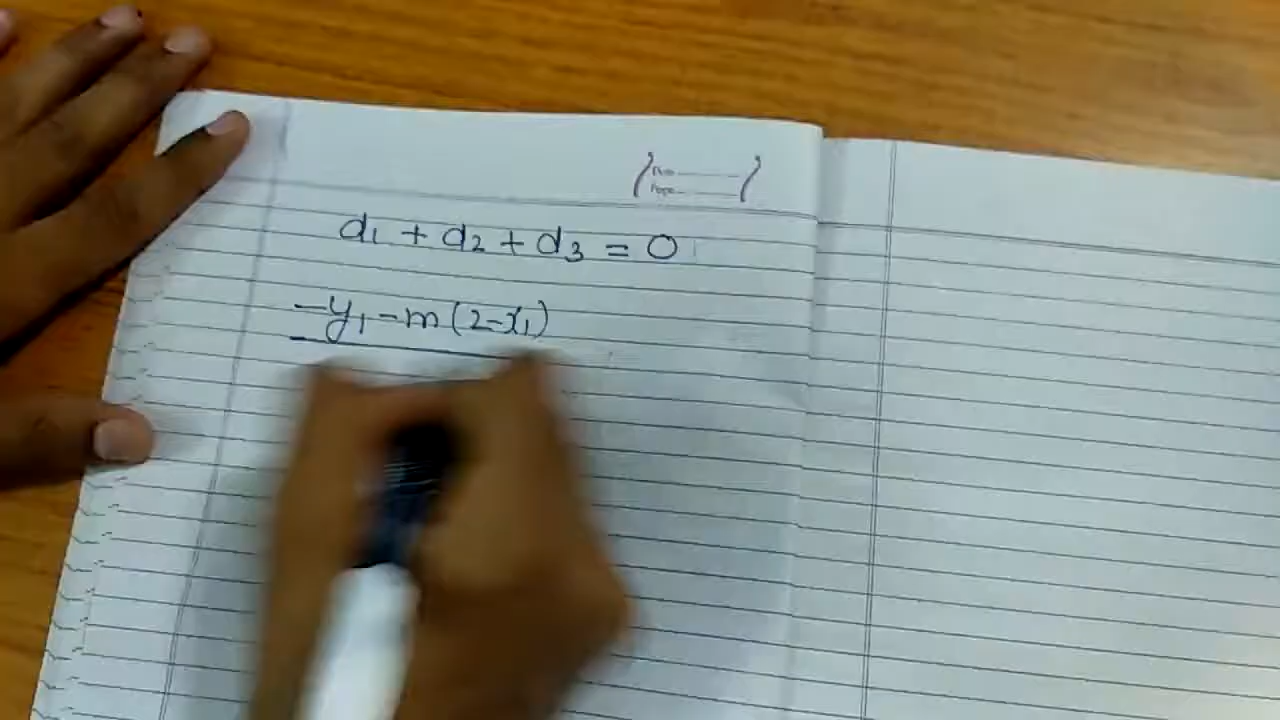 d₁ + d₂ + d₃ = 0
-y₁ - m(2-x₁)